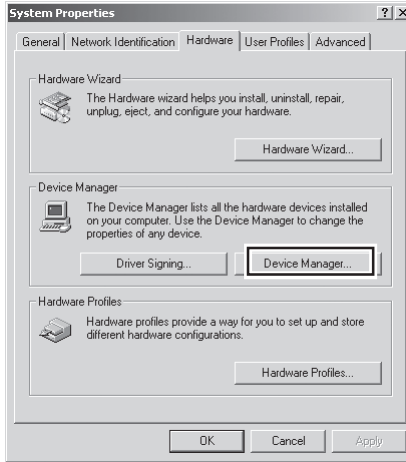 System Properties
? X
General Network Identification Hardware User Profiles Advanced
Hardware Wizard
The Hardware wizard helps you install, uninstall, repair,
unplug, eject, and configure your hardware.
Hardware Wizard...
Device Manager
The Device Manager lists all the hardware devices installed
on your computer. Use the Device Manager to change the
properties of any device.
Driver Signing... Device Manager...
Hardware Profiles
Hardware profiles provide a way for you to set up and store
different hardware configurations.
Hardware Profiles...
OK Cancel Apply